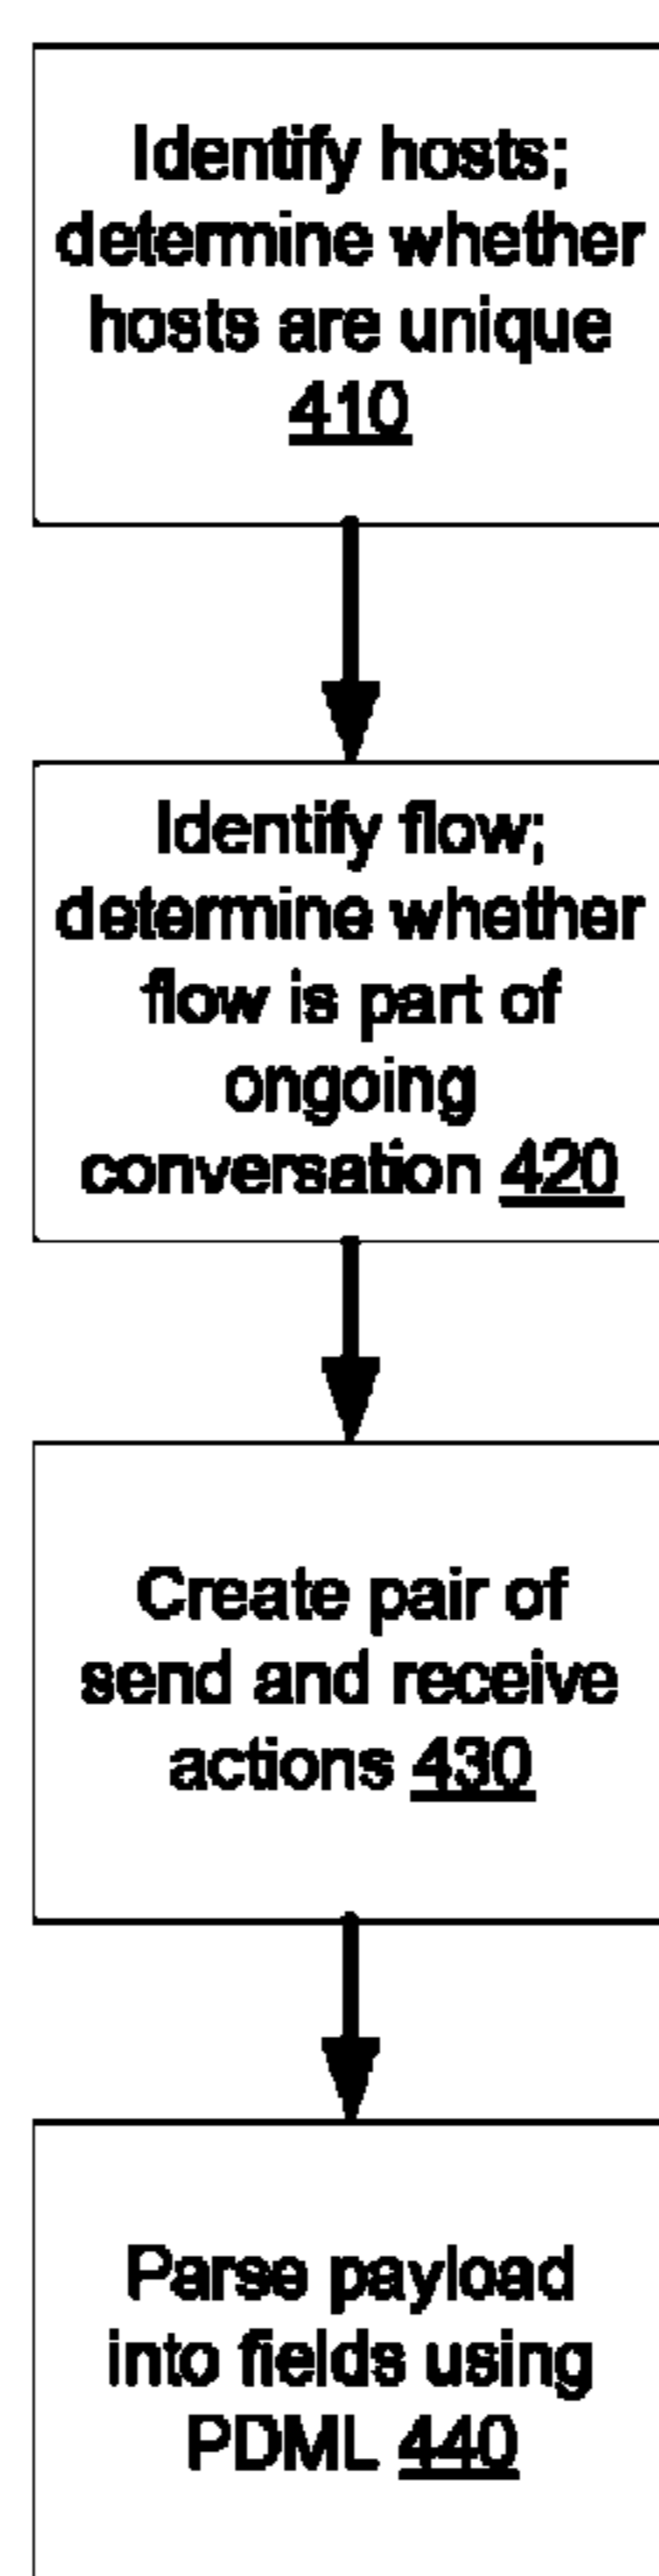 Identify hosts;
determine whether
hosts are unique
410
Identify flow;
determine whether
flow is part of
ongoing
conversation 420
Create pair of
send and receive
actions 430
Parse payload
into fields using
PDML 440